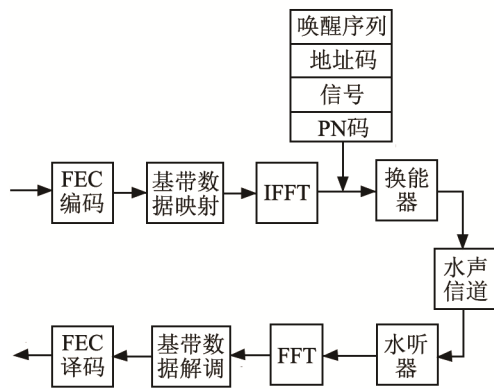 唤醒序列
地址码
信号
PN码
FEC
编码
基带数
据映射
IFFT
换能
器
水声
信道
FEC
译码
基带数
据解调
FFT
水听
器